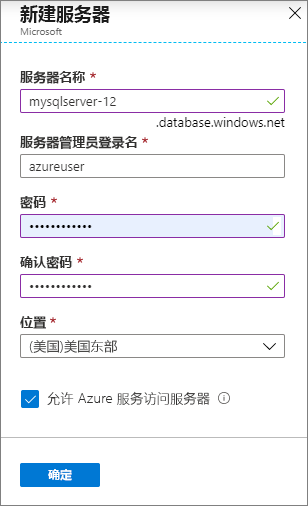 新建服务器
Microsoft
服务器名称 *
mysqlserver-12
.database.windows.net
服务器管理员登录名 *
azureuser
密码 *
••••••••••••
确认密码 *
••••••••••••
位置 *
(美国)美国东部
允许 Azure 服务访问服务器
确定